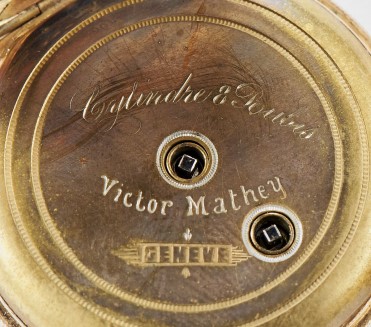 Cylindre 8 Rubis
Victor Mathey
GENEVE